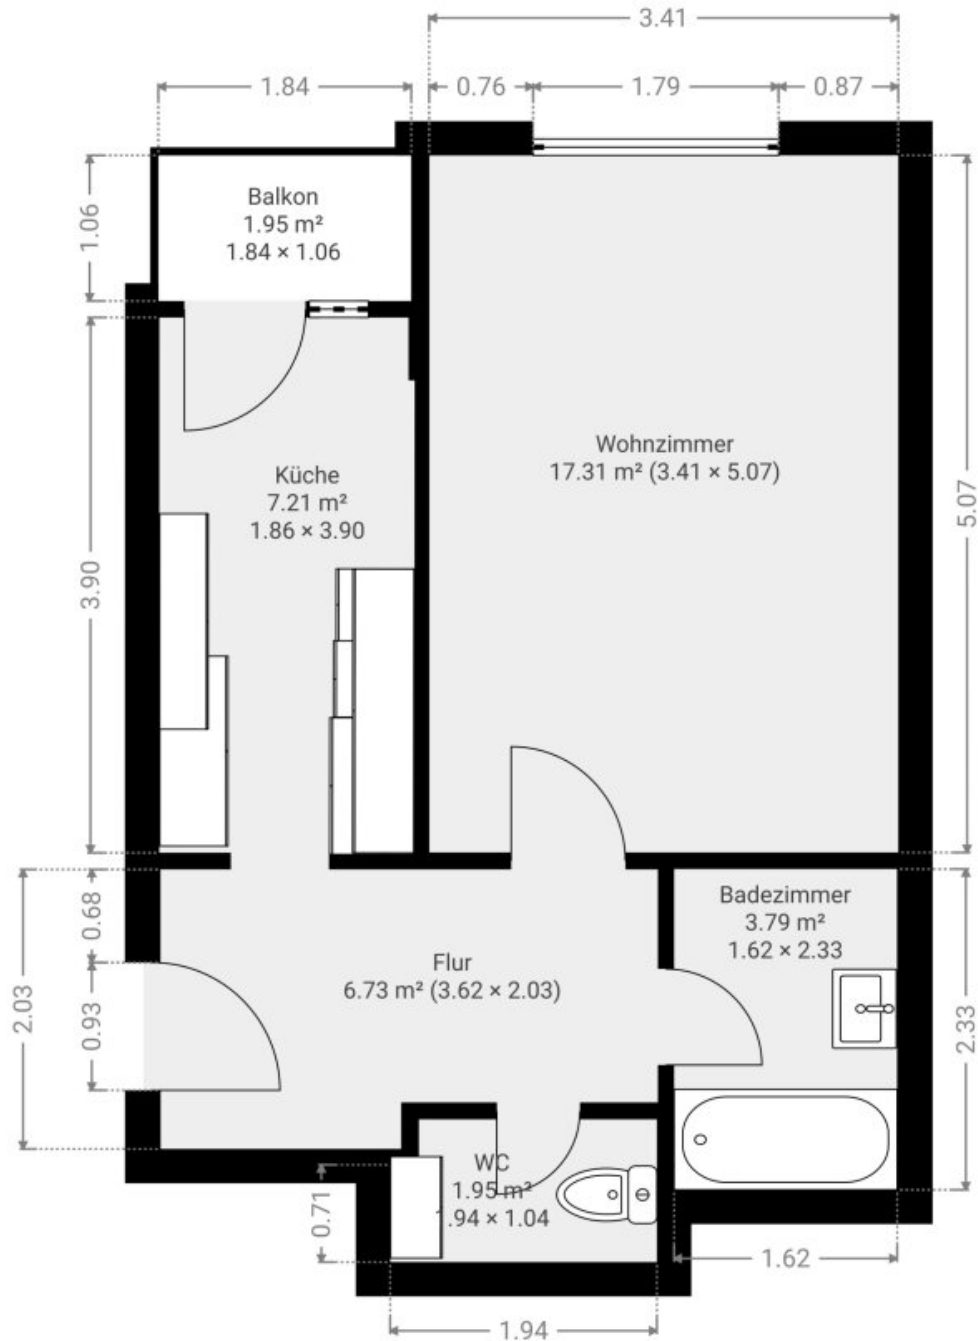 3.41
1.84
0.76
1.79
0.87
1.06
Balkon
1.95 m²
1.84 × 1.06
Wohnzimmer
17.31 m² (3.41 × 5.07)
5.07
Küche
7.21 m²
1.86 × 3.90
3.90
0.68
0.93
2.03
Flur
6.73 m² (3.62 × 2.03)
Badezimmer
3.79 m²
1.62 × 2.33
2.33
WC
1.95 m²
.94 × 1.04
0.71
1.62
1.94